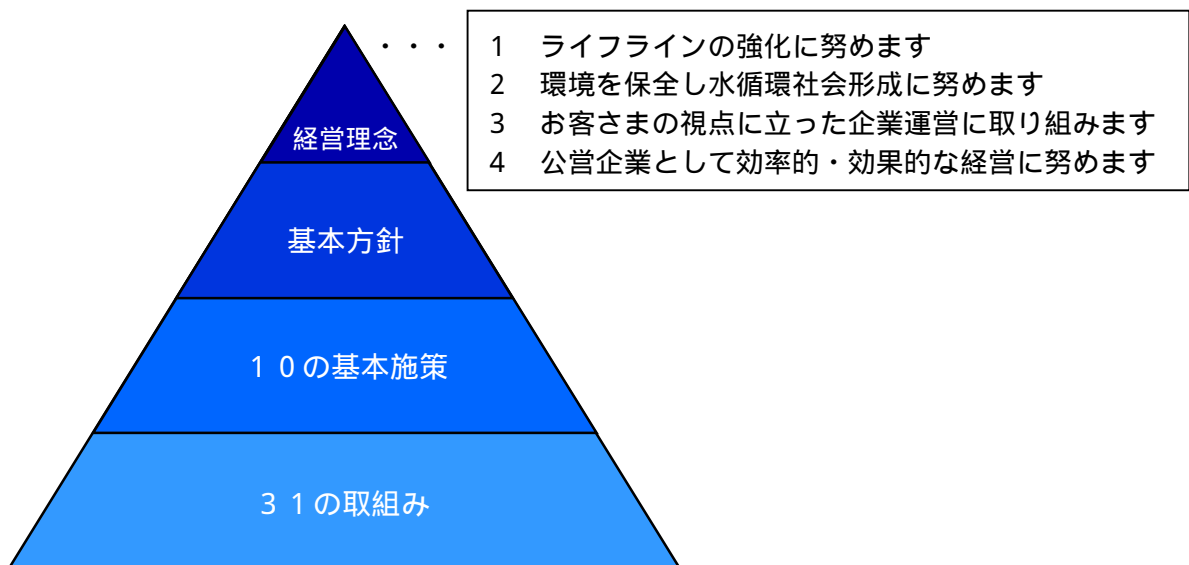 ・・・
1　ライフラインの強化に努めます
2　環境を保全し水循環社会形成に努めます
3　お客さまの視点に立った企業運営に取り組みます
4　公営企業として効率的・効果的な経営に努めます
経営理念
基本方針
１０の基本施策
３１の取組み